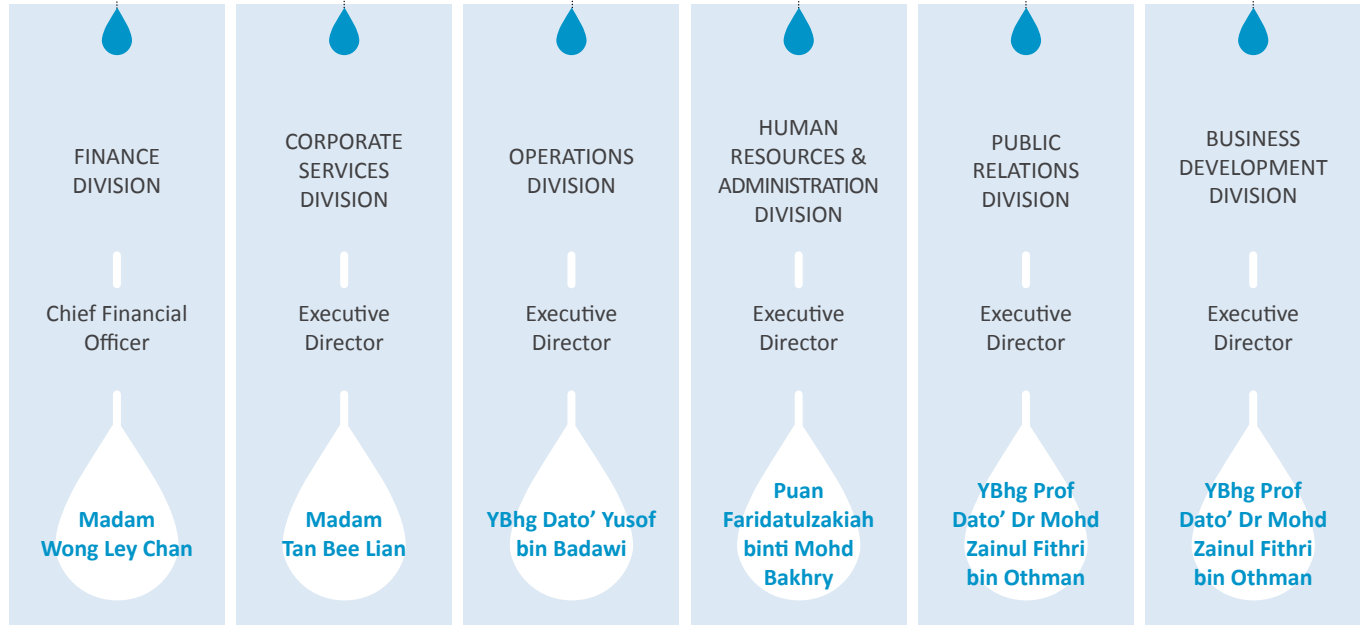 FINANCE
DIVISION
Chief Financial
Officer
Madam
Wong Ley Chan
CORPORATE
SERVICES
DIVISION
Executive
Director
Madam
Tan Bee Lian
OPERATIONS
DIVISION
Executive
Director
YBhg Dato’ Yusof
bin Badawi
HUMAN
RESOURCES &
ADMINISTRATION
DIVISION
Executive
Director
Puan
Faridatulzakiah
binti Mohd
Bakhry
PUBLIC
RELATIONS
DIVISION
Executive
Director
YBhg Prof
Dato’ Dr Mohd
Zainul Fithri
bin Othman
BUSINESS
DEVELOPMENT
DIVISION
Executive
Director
YBhg Prof
Dato’ Dr Mohd
Zainul Fithri
bin Othman